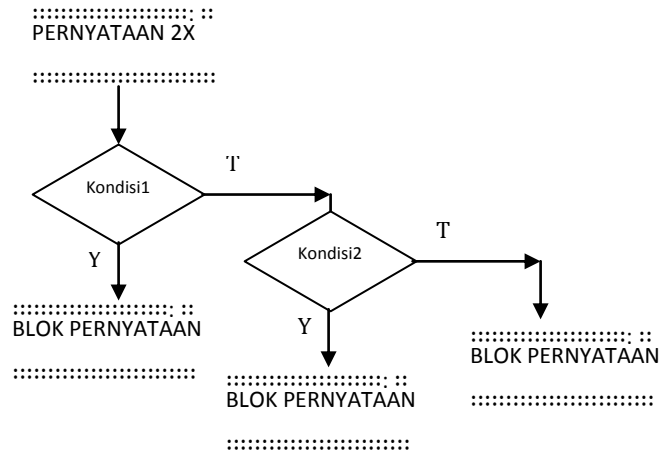 PERNYATAAN 2X
T
Kondisi1
T
Kondisi2
Y
BLOK PERNYATAAN
Y
BLOK PERNYATAAN
BLOK PERNYATAAN